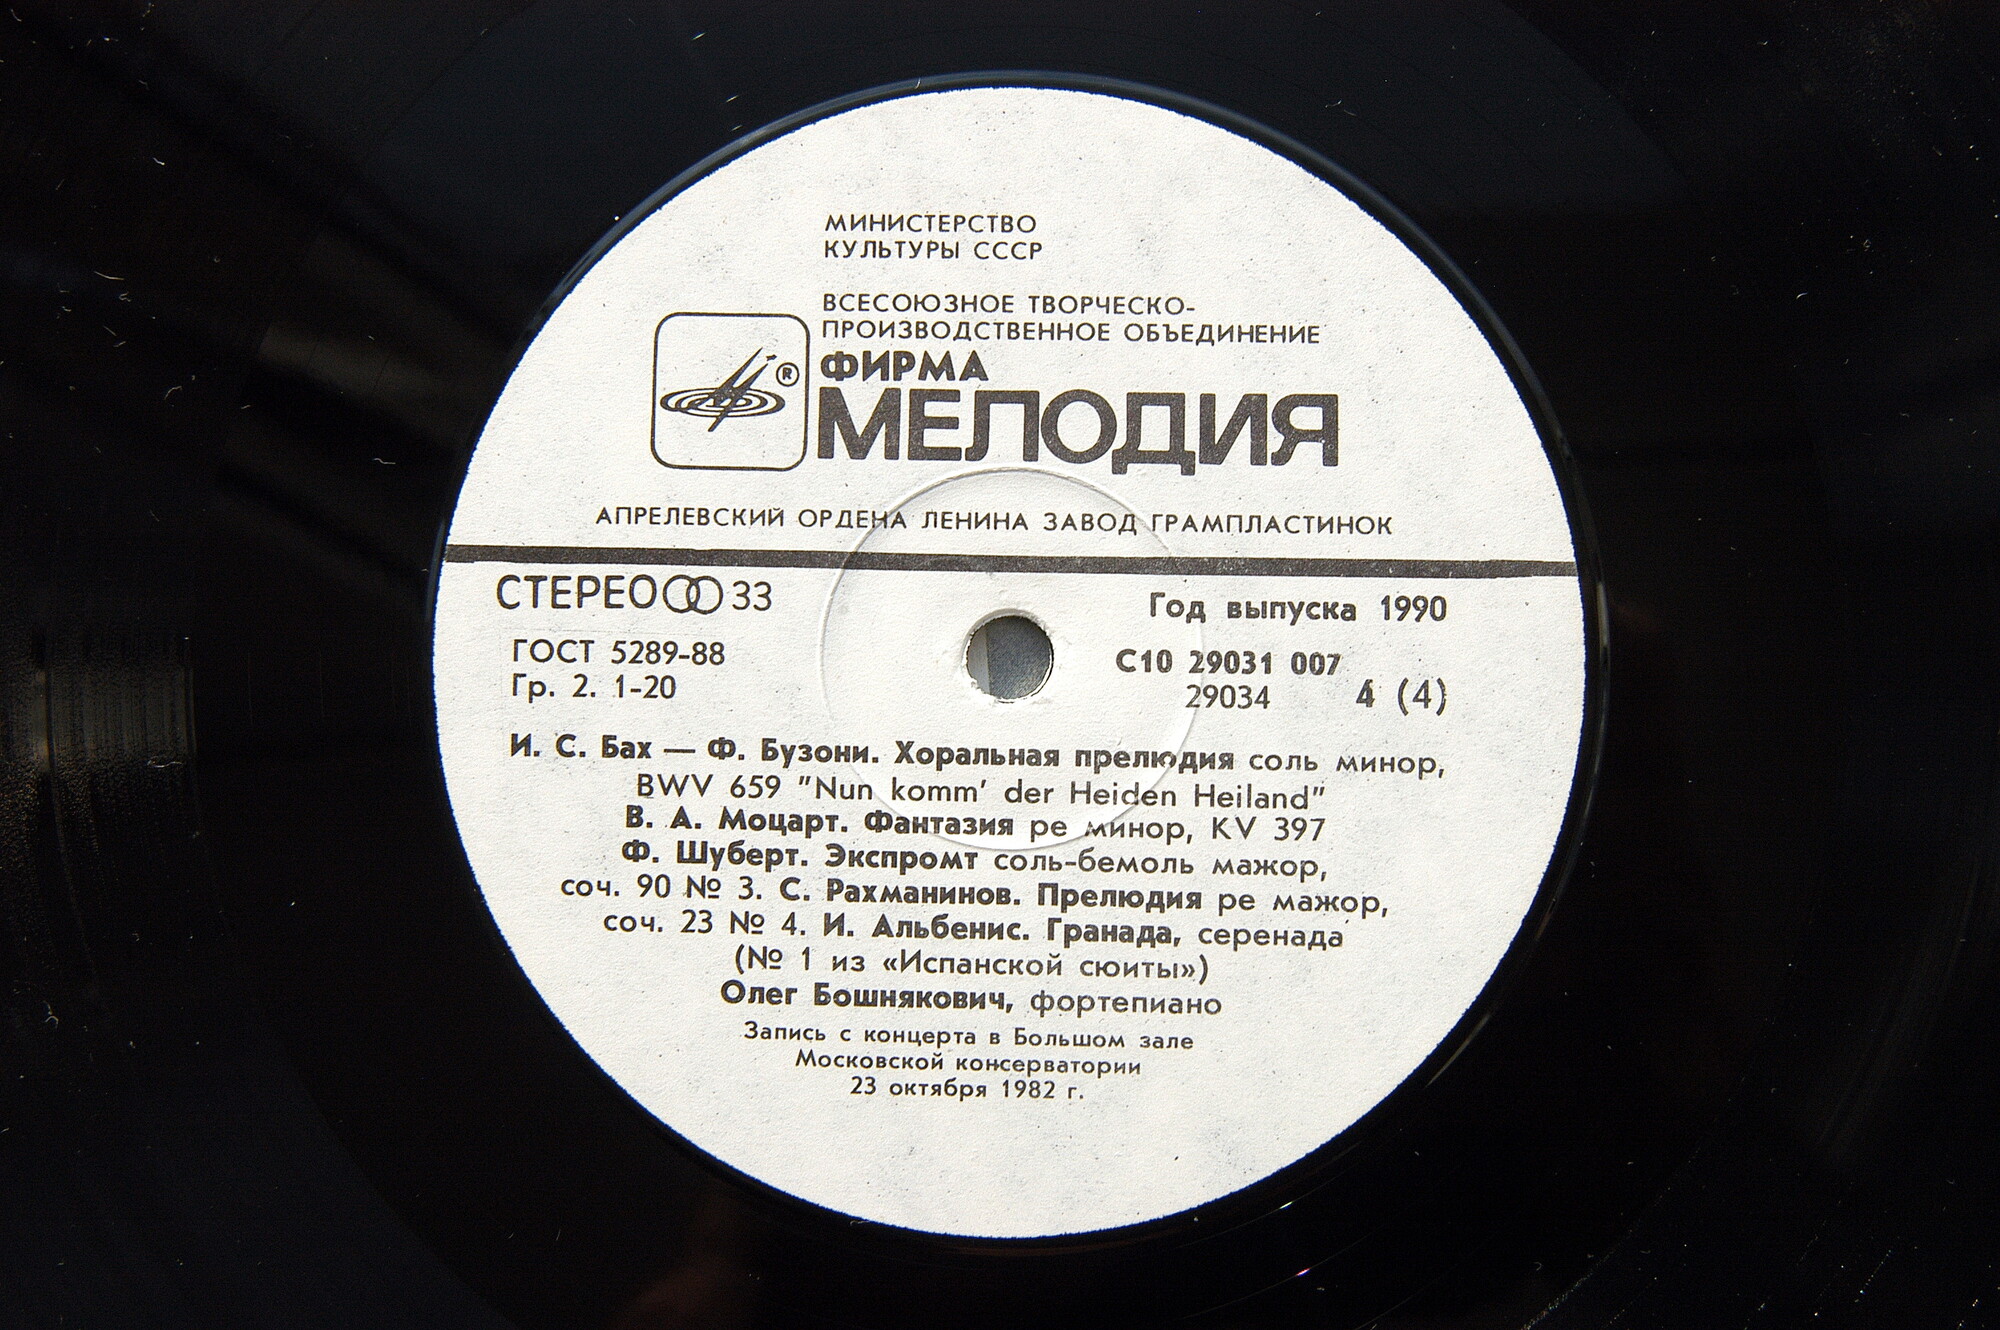 МИНИСТЕРСТВО
КУЛЬТУРЫ СССР
ВСЕСОЮЗНОЕ ТВОРЧЕСКО-
ПРОИЗВОДСТВЕННОЕ ОБЪЕДИНЕНИЕ
ФИРМА
®
МЕЛОДИЯ
АПРЕЛЕВСКИЙ ОРДЕНА ЛЕНИНА ЗАВОД ГРАМПЛАСТИНОК
СТЕРЕО 33
Год выпуска 1990
ГОСТ 5289-88
С10 29031 007
Гр. 2. 1-20
29034 4 (4)
И. С. Бах — Ф. Бузони. Хоральная прелюдия соль минор,
BWV 659 "Nun komm' der Heiden Heiland"
В. А. Моцарт. Фантазия ре минор, KV 397
Ф. Шуберт. Экспромт соль-бемоль мажор,
соч. 90 № 3. С. Рахманинов. Прелюдия ре мажор,
соч. 23 № 4. И. Альбенис. Гранада, серенада
(№ 1 из «Испанской сюиты»)
Олег Бошнякович, фортепиано
Запись с концерта в Большом зале
Московской консерватории
23 октября 1982 г.